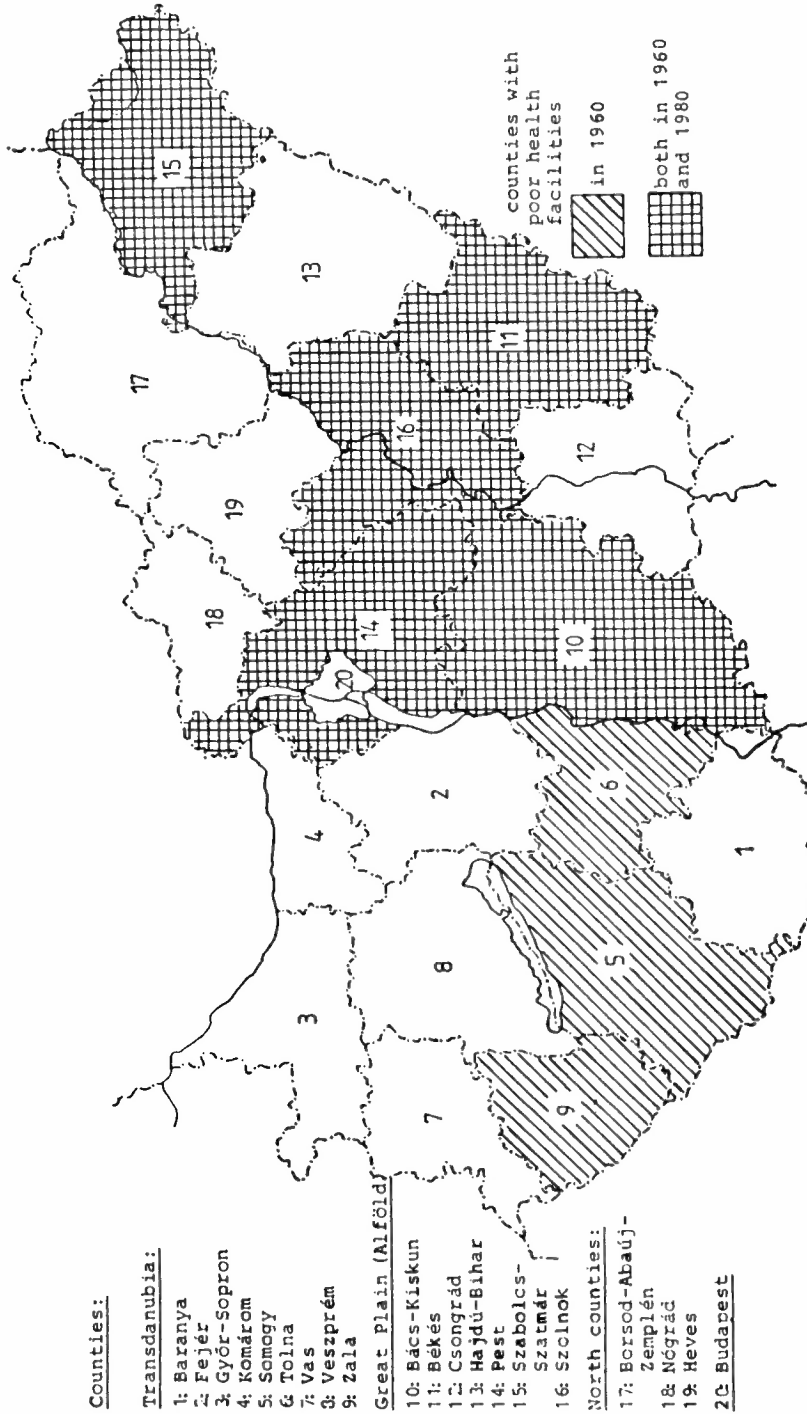 Counties:
Transdanubia:
1: Baranya
2: Fejér
3: Győr-Sopron
4: Komárom
5: Somogy
6: Tolna
7: Vas
8: Veszprém
9: Zala
Great Plain (Alföld)
10: Bács-Kiskun
11: Békés
12: Csongrád
13: Hajdú-Bihar
14: Pest
15: Szabolcs-
Szatmár
16: Szolnok
North counties:
17: Borsod-Abaúj-
Zemplén
18: Nógrád
19: Heves
20: Budapest
15
17
13
19
16
11
18
14
12
20
10
4
2
6
3
8
1
5
7
9
counties with
poor health
facilities
in 1960
both in 1960
and 1980